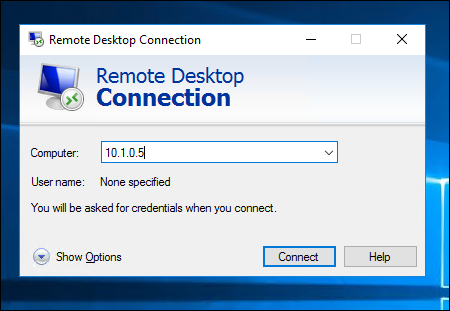 Remote Desktop Connection
Remote Desktop
Connection
Computer: 10.1.0.5
User name: None specified
You will be asked for credentials when you connect.
Show Options Connect Help